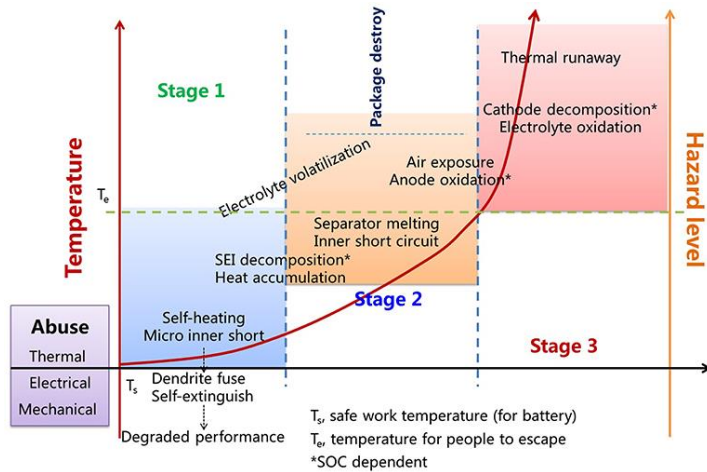 Package destroy
Stage 1
Thermal runaway
Cathode decomposition*
Electrolyte oxidation
Electrolyte volatilization
Air exposure
Anode oxidation*
Temperature
Hazard level
Te
Separator melting
Inner short circuit
SEI decomposition*
Heat accumulation
Stage 2
Abuse
Thermal
Electrical
Mechanical
Self-heating
Micro inner short
Stage 3
Ts
Dendrite fuse
Self-extinguish
Degraded performance
Ts, safe work temperature (for battery)
Te, temperature for people to escape
*SOC dependent